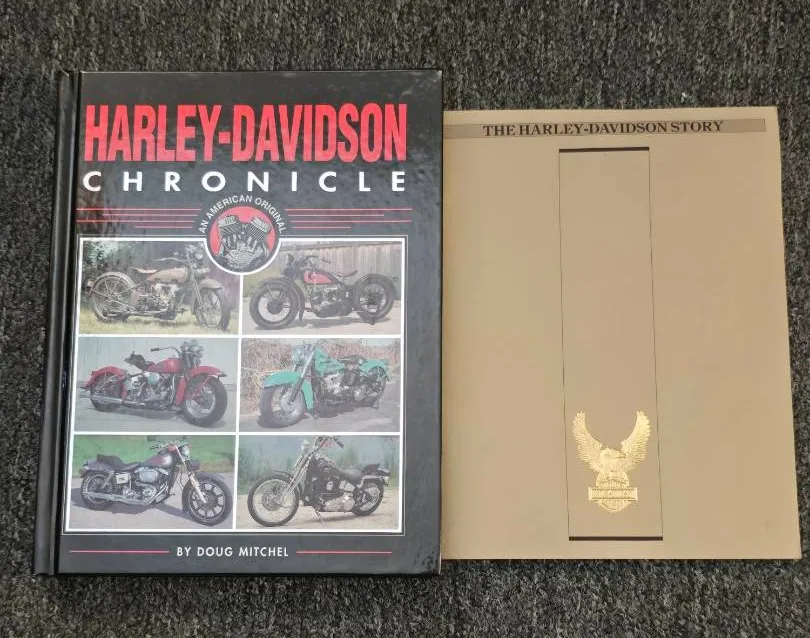 HARLEY-DAVIDSON
CHRONICLE
AN AMERICAN ORIGINAL
BY DOUG MITCHEL
THE HARLEY-DAVIDSON STORY